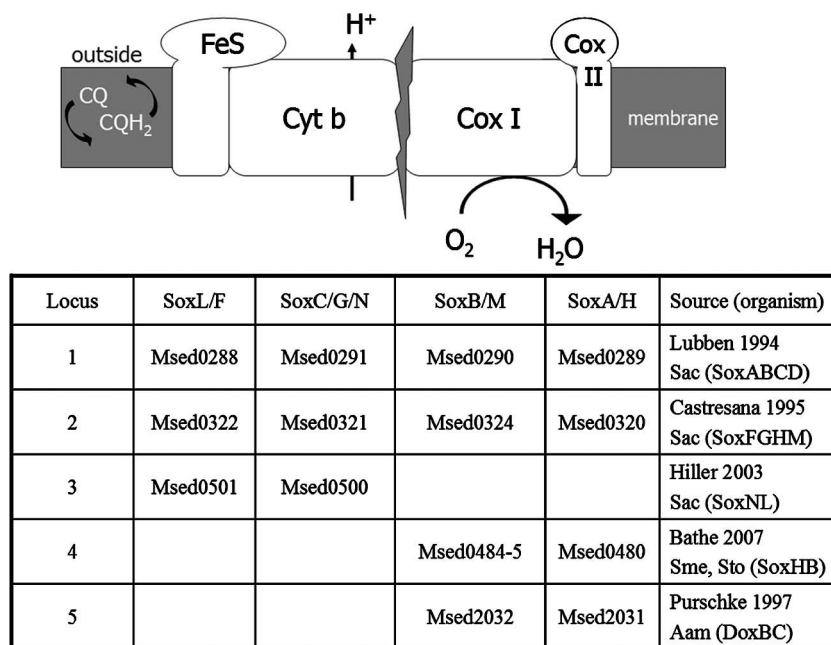 H+
outside
FeS
Cox
II
CQ
CQH2
Cyt b
Cox I
membrane
O2
H2O
Locus SoxL/F SoxC/G/N SoxB/M SoxA/H Source (organism)
1 Msed0288 Msed0291 Msed0290 Msed0289 Lubben 1994
Sac (SoxABCD)
2 Msed0322 Msed0321 Msed0324 Msed0320 Castresana 1995
Sac (SoxFGHM)
3 Msed0501 Msed0500 Hiller 2003
Sac (SoxNL)
4 Msed0484-5 Msed0480 Bathe 2007
Sme, Sto (SoxHB)
5 Msed2032 Msed2031 Purschke 1997
Aam (DoxBC)